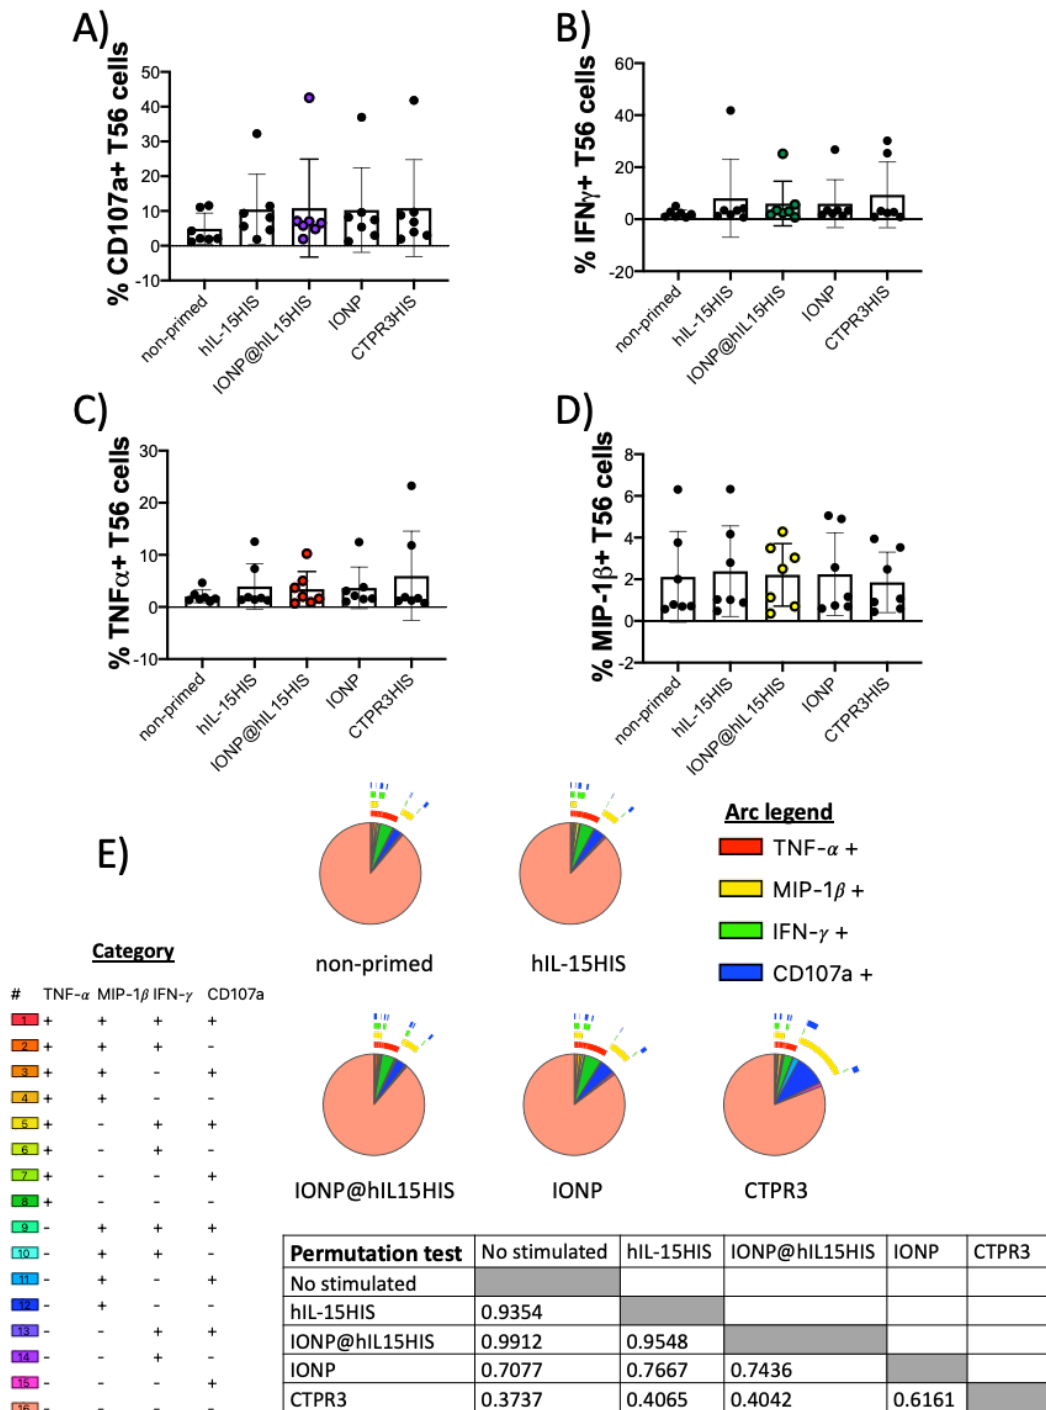 A)
% CD107a+ T56 cells
50
40
30
20
10
0
-10
non-primed
hIL-15HIS
IONP@hIL15HIS
IONP
CTPR3HIS
B)
% IFNγ+ T56 cells
60
40
20
0
-20
non-primed
hIL-15HIS
IONP@hIL15HIS
IONP
CTPR3HIS
C)
% TNFα+ T56 cells
30
20
10
0
-10
non-primed
hIL-15HIS
IONP@hIL15HIS
IONP
CTPR3HIS
D)
% MIP-1β+ T56 cells
8
6
4
2
0
-2
non-primed
hIL-15HIS
IONP@hIL15HIS
IONP
CTPR3HIS
E)
non-primed
hIL-15HIS
Arc legend
TNF-α +
MIP-1β +
IFN-γ +
CD107a +
IONP@hIL15HIS
IONP
CTPR3
Category
# TNF-α MIP-1β IFN-γ CD107a
1 + + + +
2 + + + -
3 + + - +
4 + + - -
5 + - + +
6 + - + -
7 + - - +
8 + - - -
9 - + + +
10 - + + -
11 - + - +
12 - + - -
13 - - + +
14 - - + -
15 - - - +
16 - - - -
Permutation test No stimulated hIL-15HIS IONP@hIL15HIS IONP CTPR3
No stimulated
hIL-15HIS 0.9354
IONP@hIL15HIS 0.9912 0.9548
IONP 0.7077 0.7667 0.7436
CTPR3 0.3737 0.4065 0.4042 0.6161